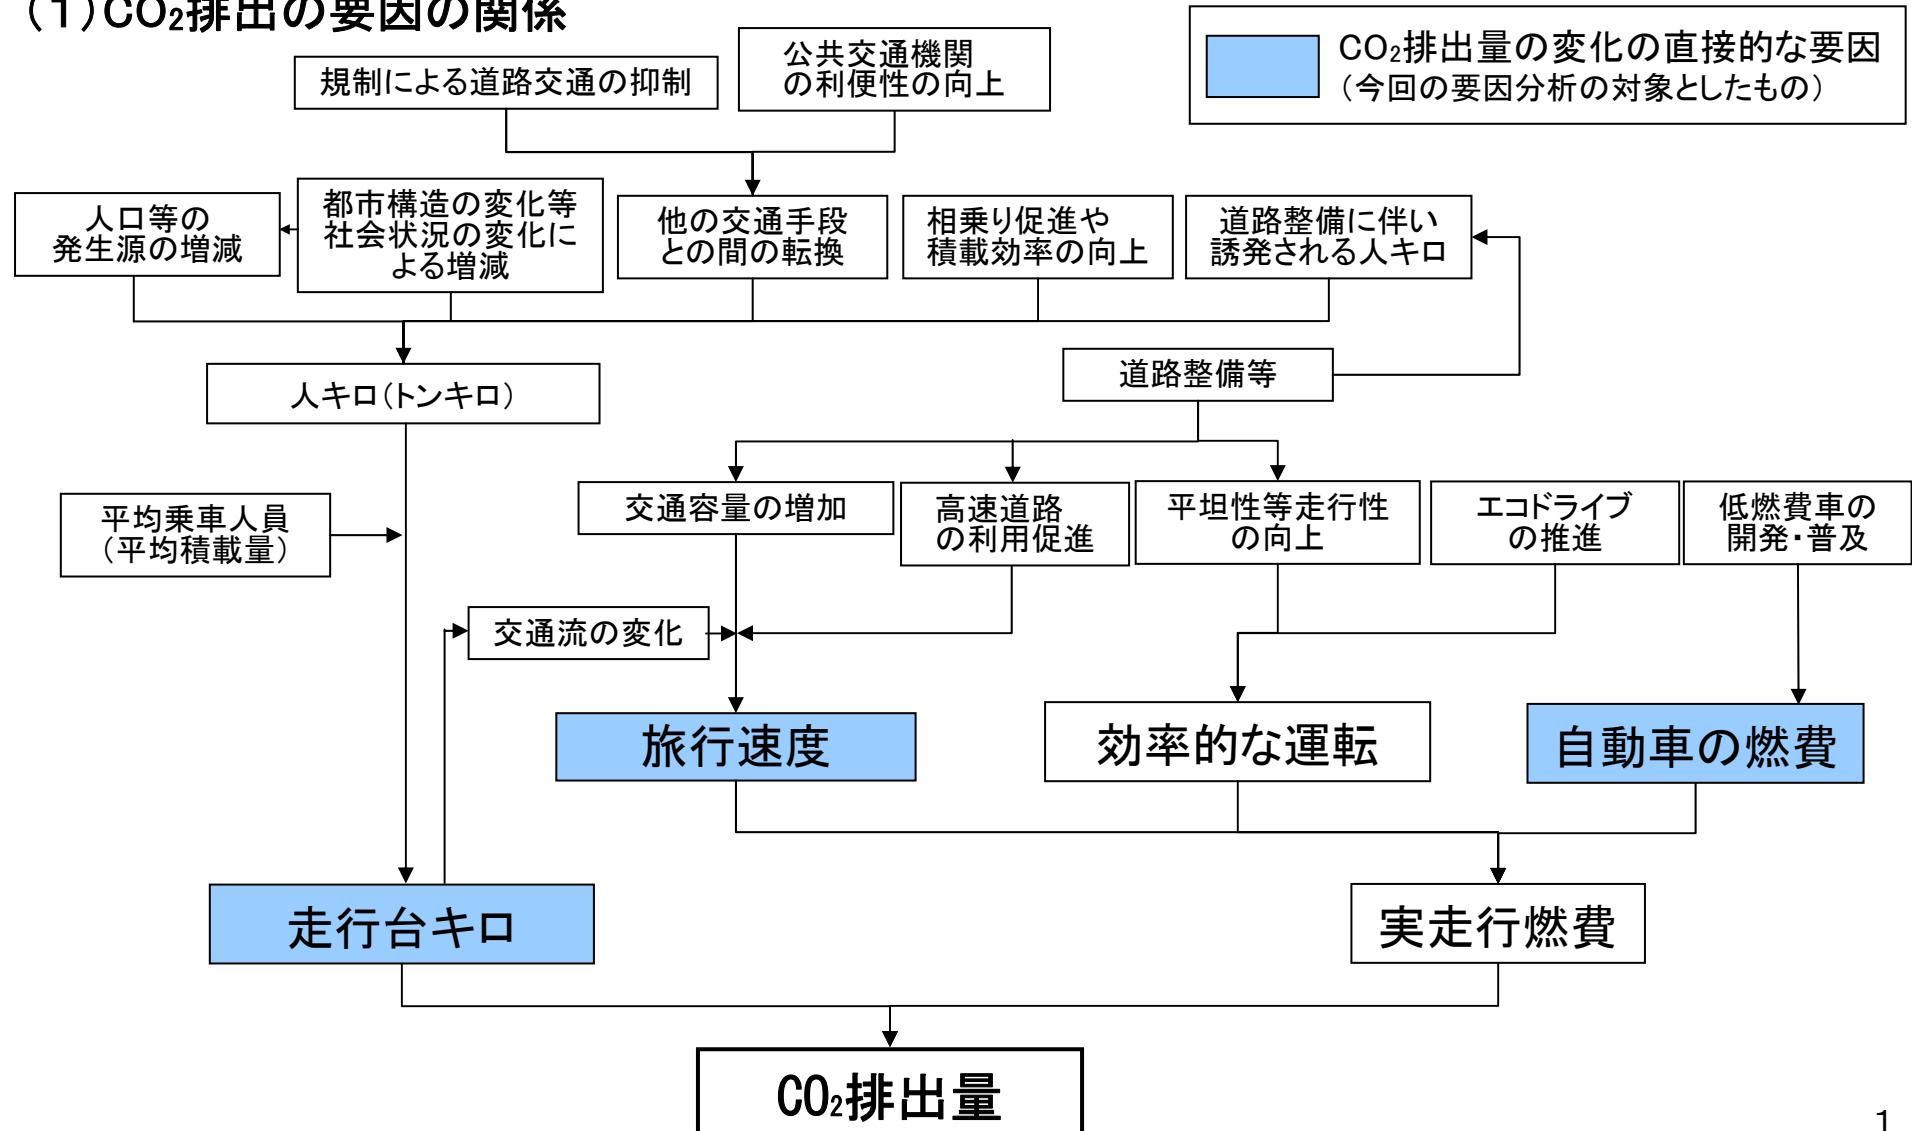 (1)CO₂排出の要因の関係
CO₂排出量の変化の直接的な要因
(今回の要因分析の対象としたもの)
規制による道路交通の抑制
公共交通機関
の利便性の向上
人口等の
発生源の増減
都市構造の変化等
社会状況の変化に
よる増減
他の交通手段
との間の転換
相乗り促進や
積載効率の向上
道路整備に伴い
誘発される人キロ
人キロ(トンキロ)
道路整備等
平均乗車人員
(平均積載量)
交通容量の増加
高速道路
の利用促進
平坦性等走行性
の向上
エコドライブ
の推進
低燃費車の
開発・普及
交通流の変化
旅行速度
効率的な運転
自動車の燃費
走行台キロ
実走行燃費
CO₂排出量
1